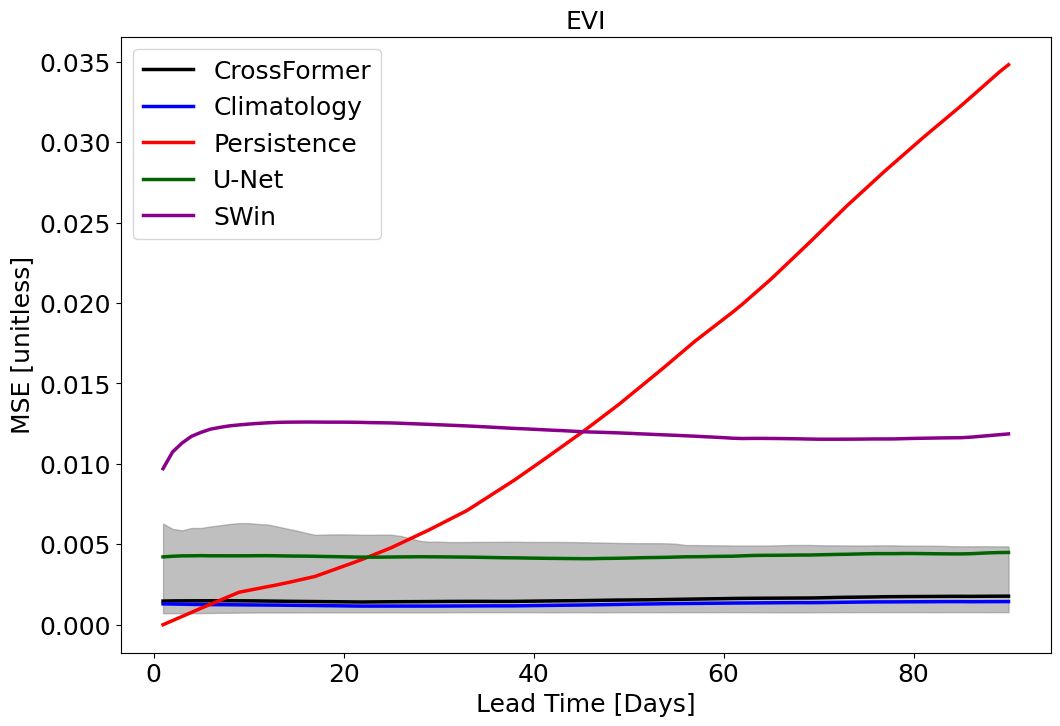 EVI
CrossFormer
Climatology
Persistence
U-Net
SWin
MSE [unitless]
0.035
0.030
0.025
0.020
0.015
0.010
0.005
0.000
0 20 40 60 80
Lead Time [Days]